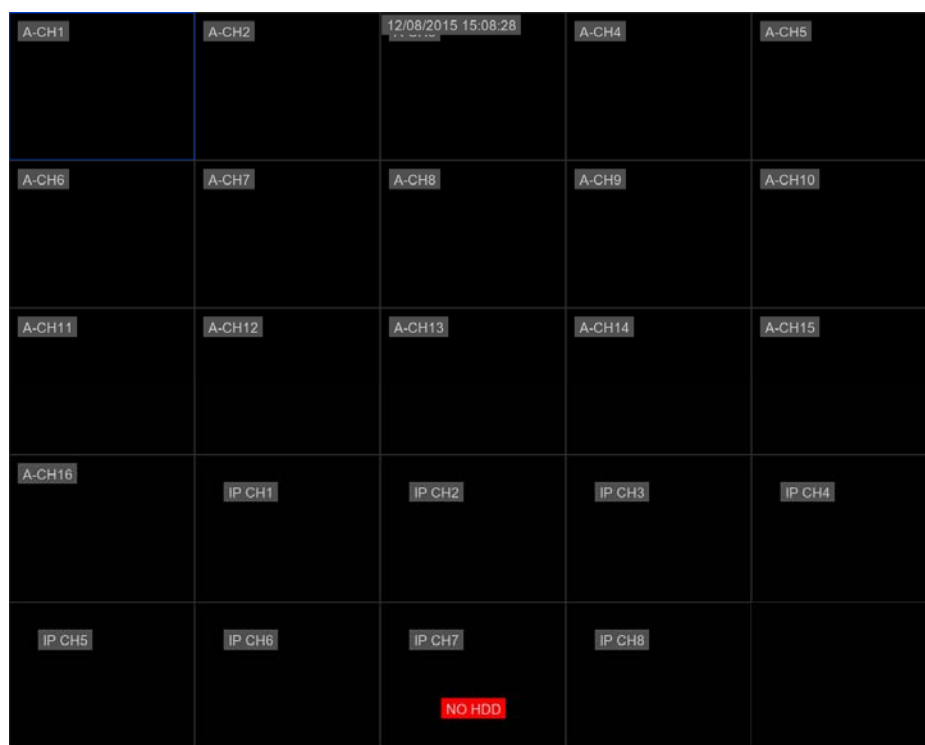 A-CH1
A-CH2
12/08/2015 15:08:28
A-CH4
A-CH5
A-CH6
A-CH7
A-CH8
A-CH9
A-CH10
A-CH11
A-CH12
A-CH13
A-CH14
A-CH15
A-CH16
IP CH1
IP CH2
IP CH3
IP CH4
IP CH5
IP CH6
IP CH7
IP CH8
NO HDD